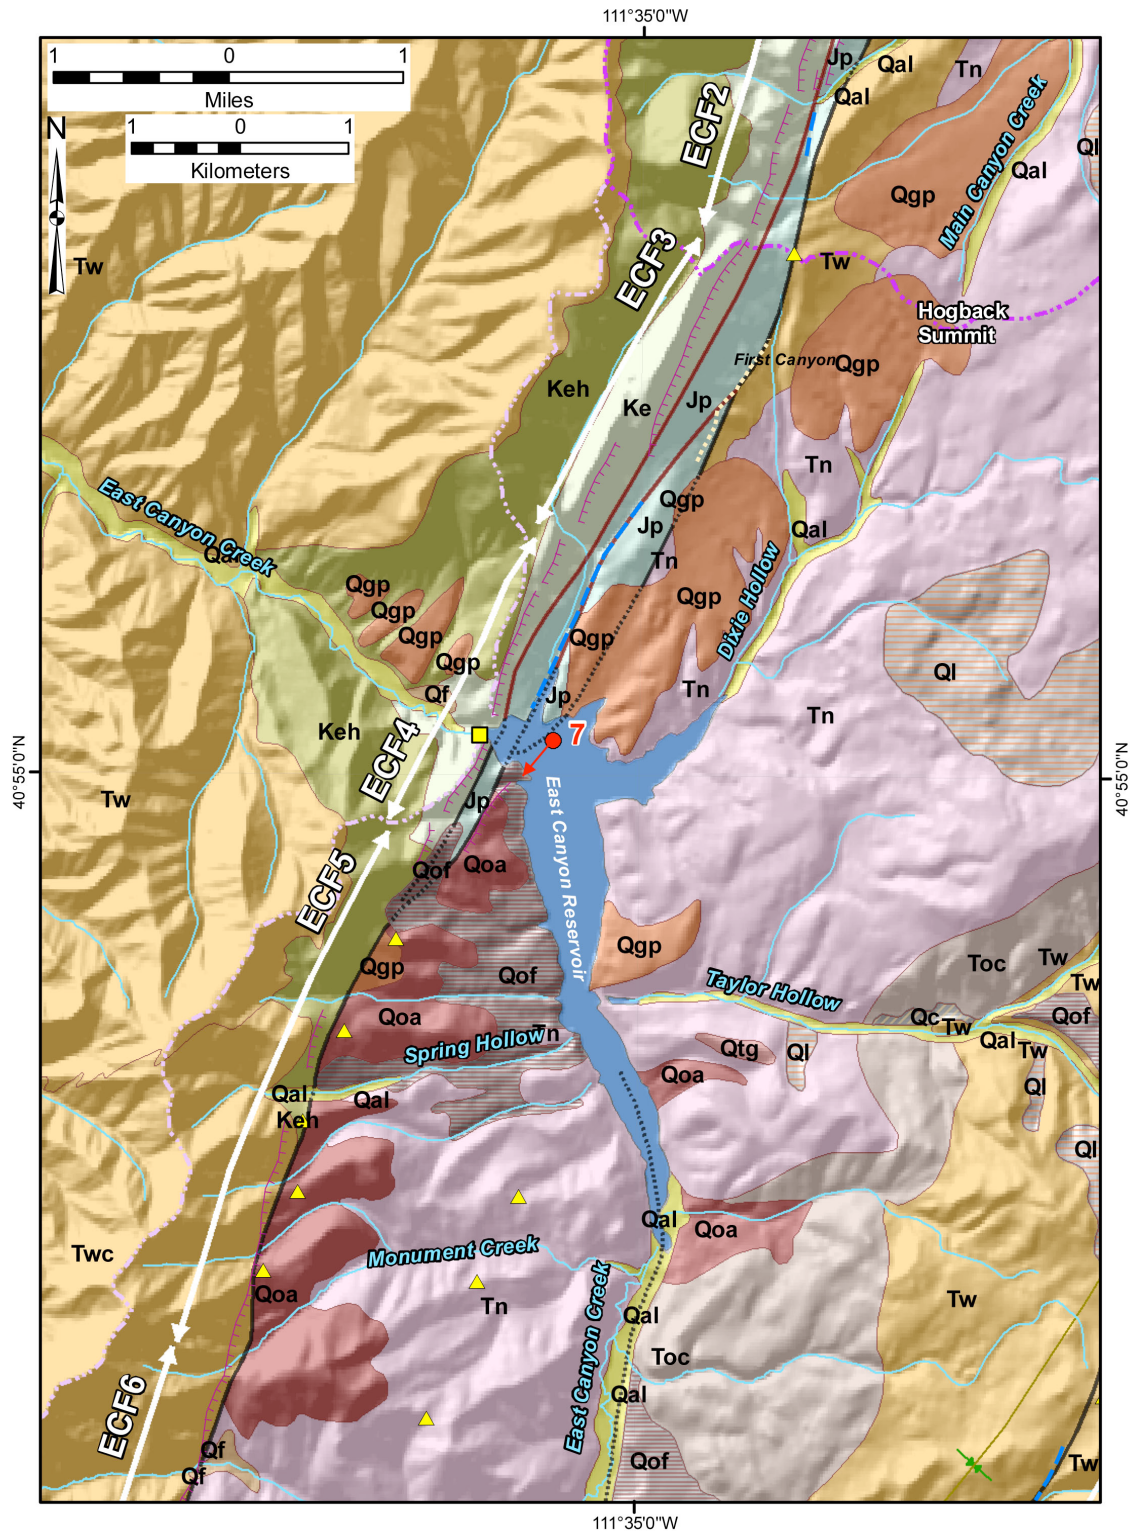 111°35'0"W
1 0 1
Miles
1 0 1
Kilometers
N
Jp
Qal
Tn
Qal
ECF2
Main Canyon Creek
Ql
Qal
Qgp
ECF3
Tw
Tw
Hogback
Summit
First Canyon
Qgp
Keh
Ke
Jp
Tn
East Canyon Creek
Qgp
Jp
Qal
Tn
Qgp
Qgp
Qgp
Qgp
Dixie Hollow
Qgp
Qgp
Qgp
Ql
Qf
Jp
Tn
Tn
Keh
7
40°55'0"N
40°55'0"N
ECF4
Tw
Jp
East Canyon Reservoir
Qof
Qoa
ECF5
Qgp
Toc
Tw
Qgp
Qof
Tw
Taylor Hollow
Qoa
Qc
Tw
Qof
Spring Hollow
Tn
Qal
Tw
Qtg
Ql
Qoa
Ql
Qal
Qal
Keh
Ql
Qal
Qoa
Twc
Monument Creek
Qoa
Tn
East Canyon Creek
Qal
Tw
Toc
Qal
ECF6
Qf
Qof
Tw
Qf
111°35'0"W